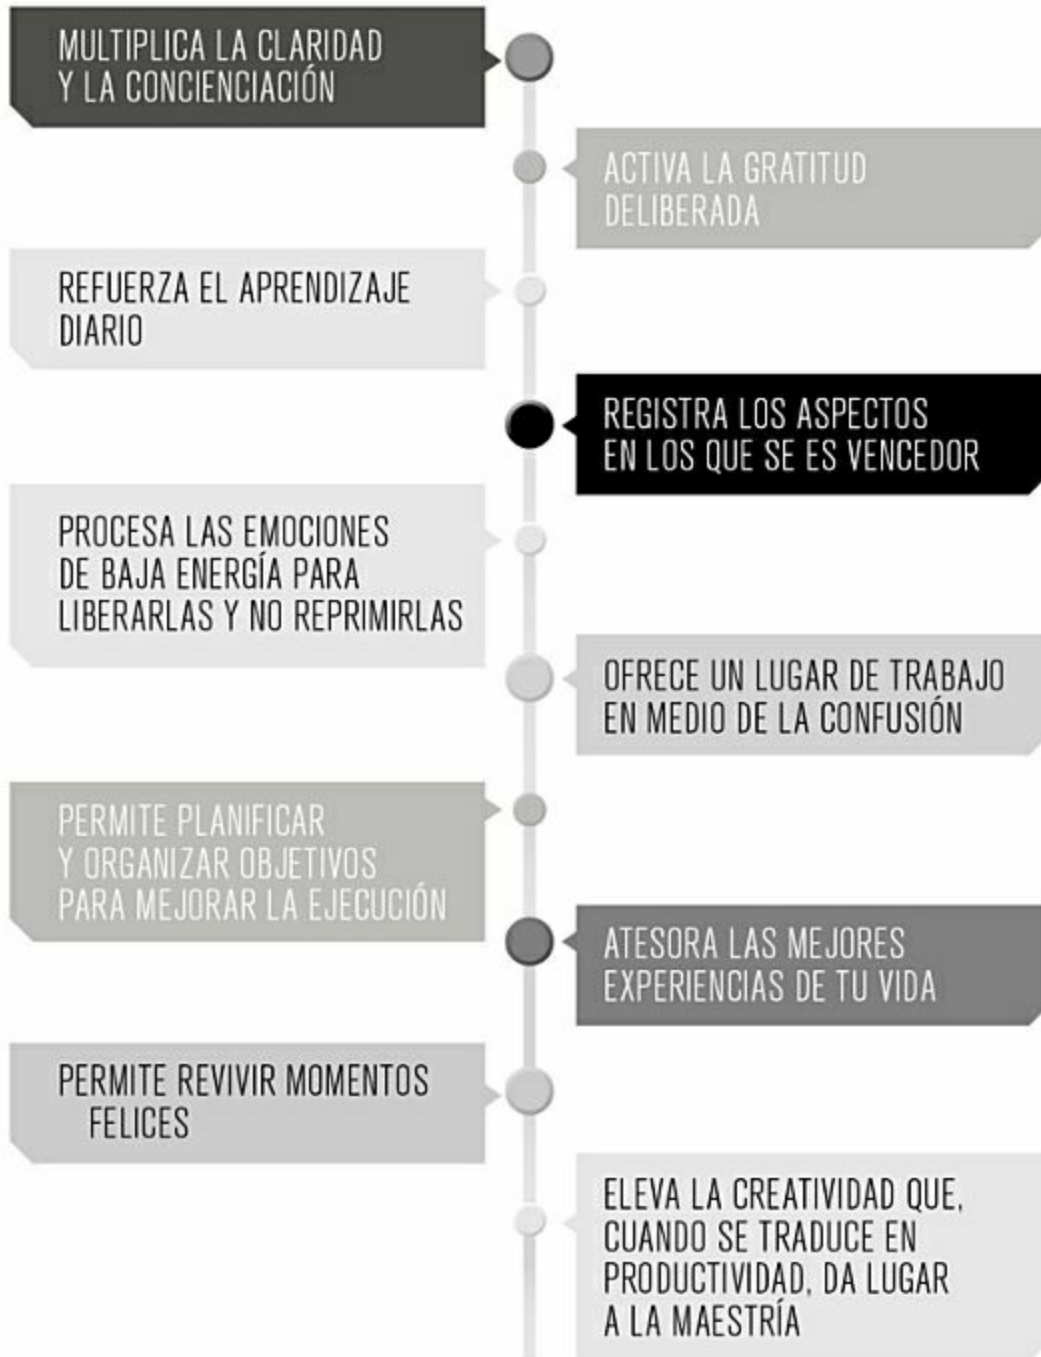 MULTIPLICA LA CLARIDAD
Y LA CONCIENCIACIÓN
ACTIVA LA GRATITUD
DELIBERADA
REFUERZA EL APRENDIZAJE
DIARIO
REGISTRA LOS ASPECTOS
EN LOS QUE SE ES VENCEDOR
PROCESA LAS EMOCIONES
DE BAJA ENERGÍA PARA
LIBERARLAS Y NO REPRIMIRLAS
OFRECE UN LUGAR DE TRABAJO
EN MEDIO DE LA CONFUSIÓN
PERMITE PLANIFICAR
Y ORGANIZAR OBJETIVOS
PARA MEJORAR LA EJECUCIÓN
ATESORA LAS MEJORES
EXPERIENCIAS DE TU VIDA
PERMITE REVIVIR MOMENTOS
FELICES
ELEVA LA CREATIVIDAD QUE,
CUANDO SE TRADUCE EN
PRODUCTIVIDAD, DA LUGAR
A LA MAESTRÍA